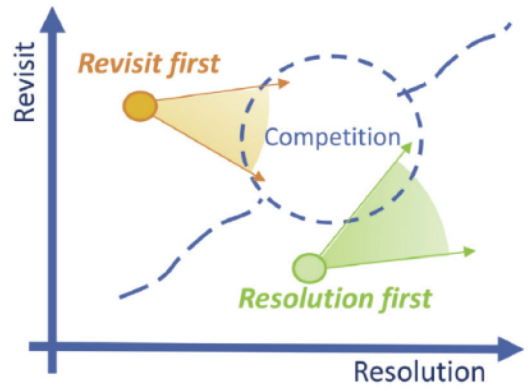 Revisit
Revisit first
Competition
Resolution first
Resolution